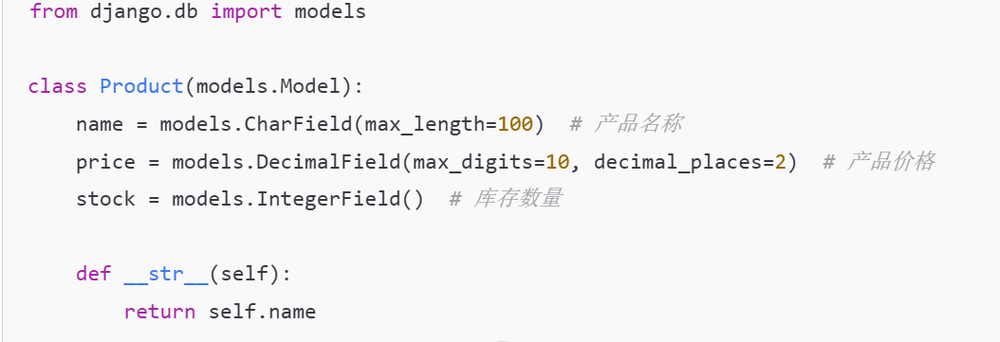 from django.db import models
class Product(models.Model):
name = models.CharField(max_length=100)  # 产品名称
price = models.DecimalField(max_digits=10, decimal_places=2)  # 产品价格
stock = models.IntegerField()  # 库存数量
def __str__(self):
return self.name